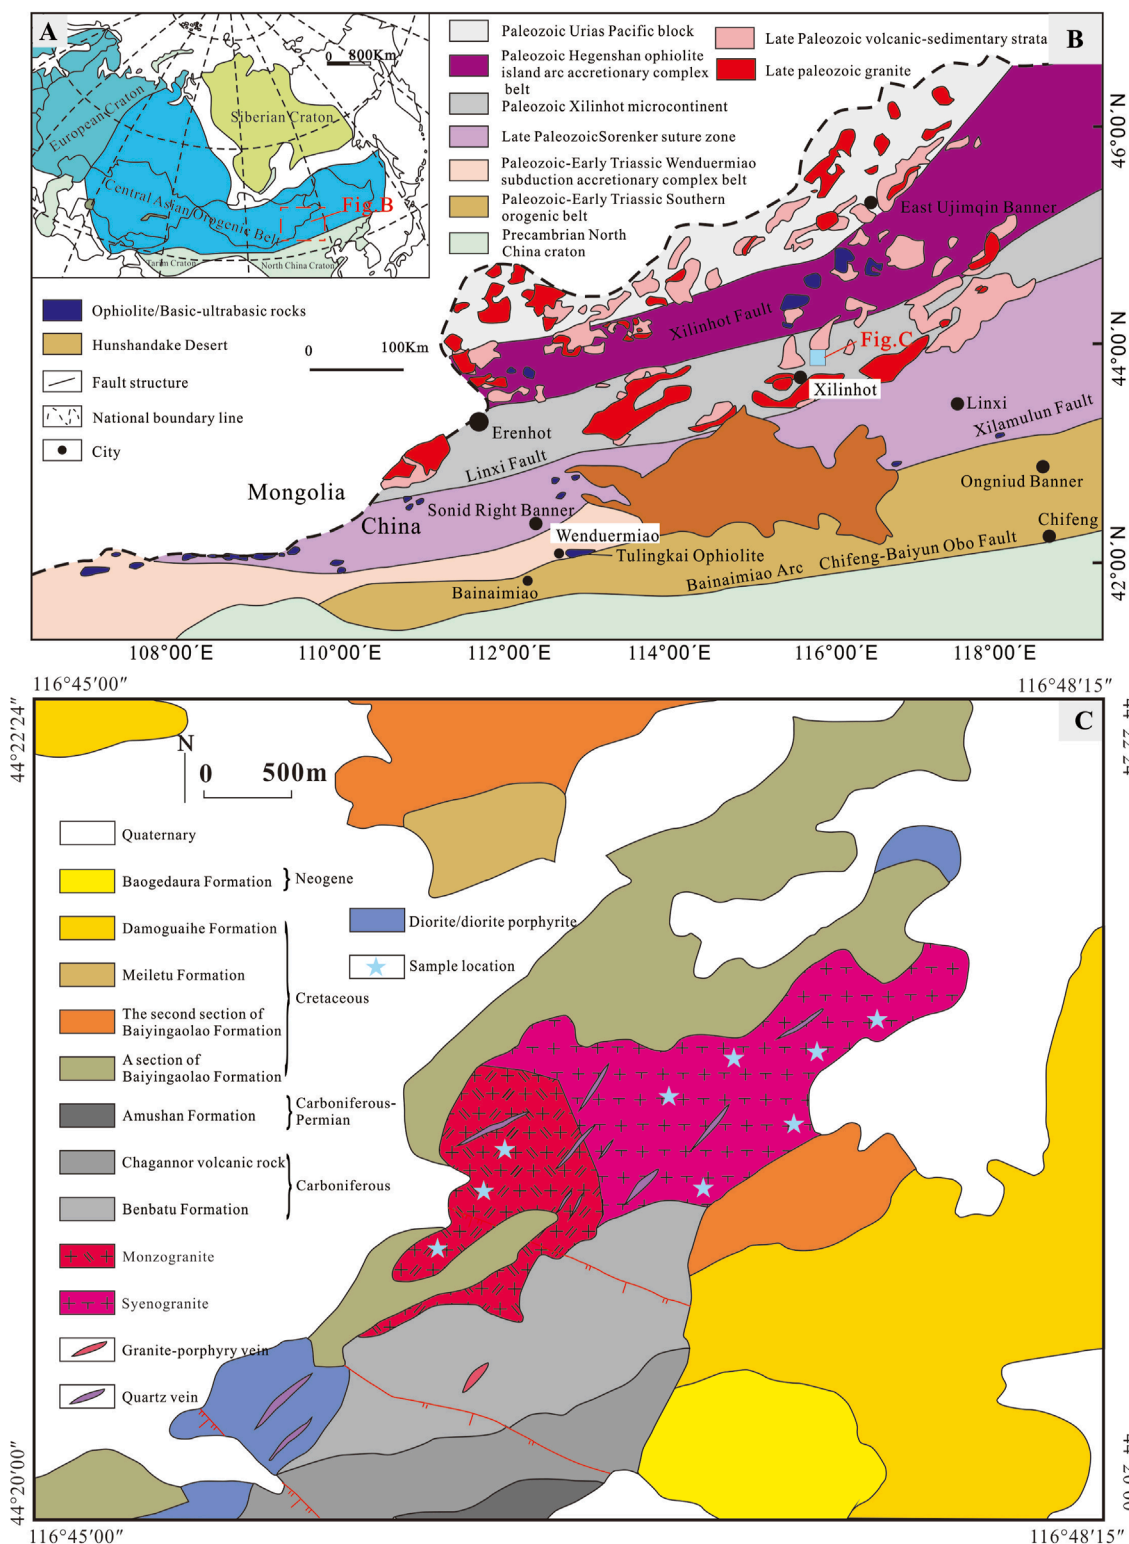 A
800Km
0
European Craton
Siberian Craton
Central Asian Orogenic Belt
Fig.B
Tarim Craton
North China Craton
Paleozoic Urias Pacific block
Paleozoic Hegenshan ophiolite
island arc accretionary complex
belt
Paleozoic Xilinhot microcontinent
Late PaleozoicSorenker suture zone
Paleozoic-Early Triassic Wenduermiao
subduction accretionary complex belt
Paleozoic-Early Triassic Southern
orogenic belt
Precambrian North
China craton
Late Paleozoic volcanic-sedimentary strata
Late paleozoic granite
B
Ophiolite/Basic-ultrabasic rocks
Hunshandake Desert
Fault structure
National boundary line
City
0
100Km
East Ujimqin Banner
Xilinhot Fault
Fig.C
Xilinhot
Linxi
Xilamulun Fault
Erenhot
Linxi Fault
Ongniud Banner
Mongolia
China
Sonid Right Banner
Wenduermiao
Tulingkai Ophiolite
Chifeng
Chifeng-Baiyun Obo Fault
Bainaimiao Arc
Bainaimiao
46°00′N
44°00′N
42°00′N
108°00′E
110°00′E
112°00′E
114°00′E
116°00′E
118°00′E
116°45′00″
116°48′15″
44°22′24″
C
N
0
500m
Quaternary
Baogedaura Formation
Neogene
Damoguaihe Formation
Meiletu Formation
The second section of
Baiyingaolao Formation
A section of
Baiyingaolao Formation
Cretaceous
Amushan Formation
Carboniferous-
Permian
Chagannor volcanic rock
Benbatu Formation
Carboniferous
Monzogranite
Syenogranite
Granite-porphyry vein
Quartz vein
Diorite/diorite porphyrite
Sample location
44°20′00″
116°45′00″
116°48′15″